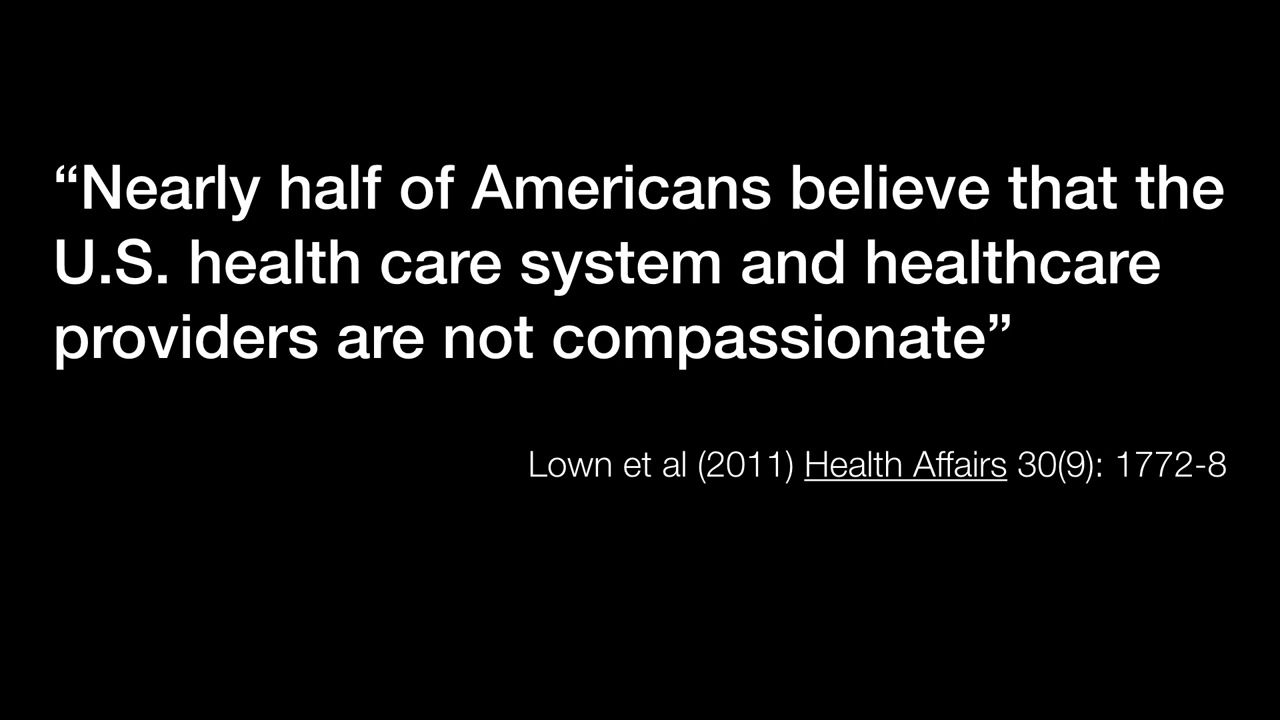 “Nearly half of Americans believe that the
U.S. health care system and healthcare
providers are not compassionate”
Lown et al (2011) Health Affairs 30(9): 1772-8